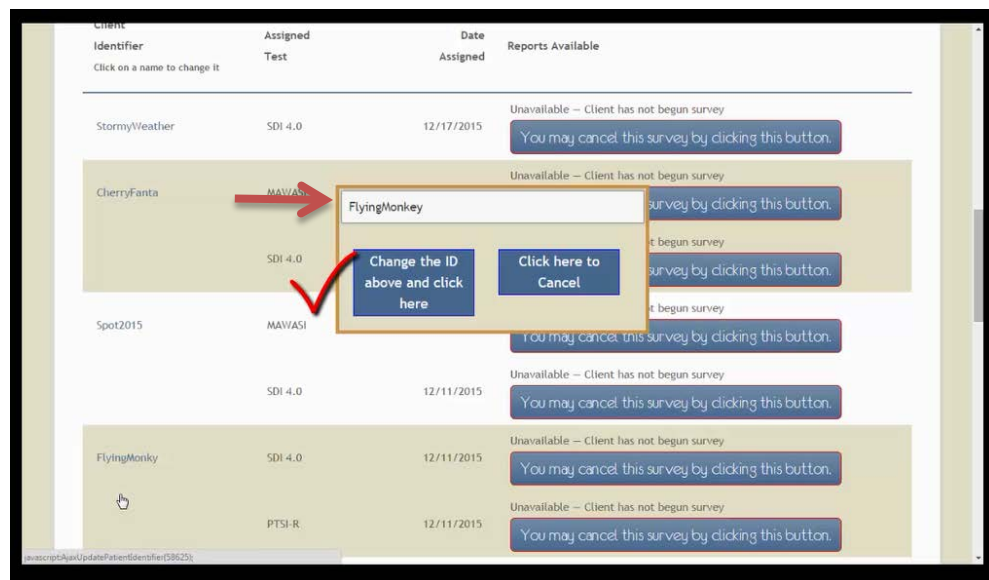 Client
Identifier
Click on a name to change it
Assigned
Test
Date
Assigned
Reports Available
StormyWeather SDI 4.0 12/17/2015
Unavailable — Client has not begun survey
You may cancel this survey by clicking this button.
CherryFanta MAWASI
Unavailable — Client has not begun survey
survey by clicking this button.
SDI 4.0
t begun survey
survey by clicking this button.
FlyingMonkey
Change the ID
above and click
here
Click here to
Cancel
Spot2015 MAWASI
t begun survey
You may cancel this survey by clicking this button.
SDI 4.0 12/11/2015
Unavailable — Client has not begun survey
You may cancel this survey by clicking this button.
FlyingMonky SDI 4.0 12/11/2015
Unavailable — Client has not begun survey
You may cancel this survey by clicking this button.
PTSI-R 12/11/2015
Unavailable — Client has not begun survey
You may cancel this survey by clicking this button.
javascript:AjaxUpdatePatientIdentifier(58625);